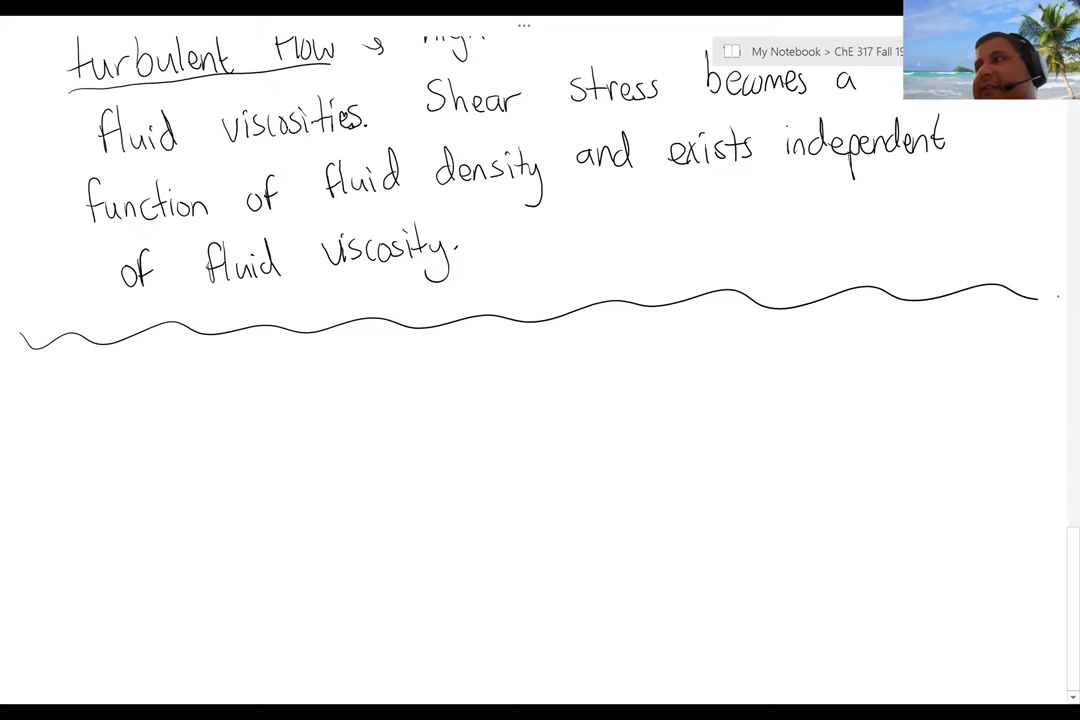 turbulent flow →
My Notebook > ChE 317 Fall 19
fluid viscosities. Shear stress becomes a
function of fluid density and exists independent
of fluid viscosity.